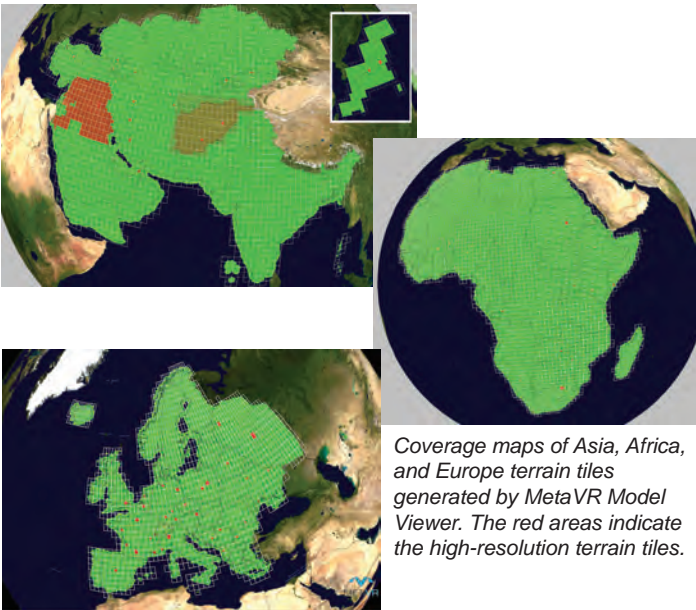 Coverage maps of Asia, Africa,
and Europe terrain tiles
generated by MetaVR Model
Viewer. The red areas indicate
the high-resolution terrain tiles.